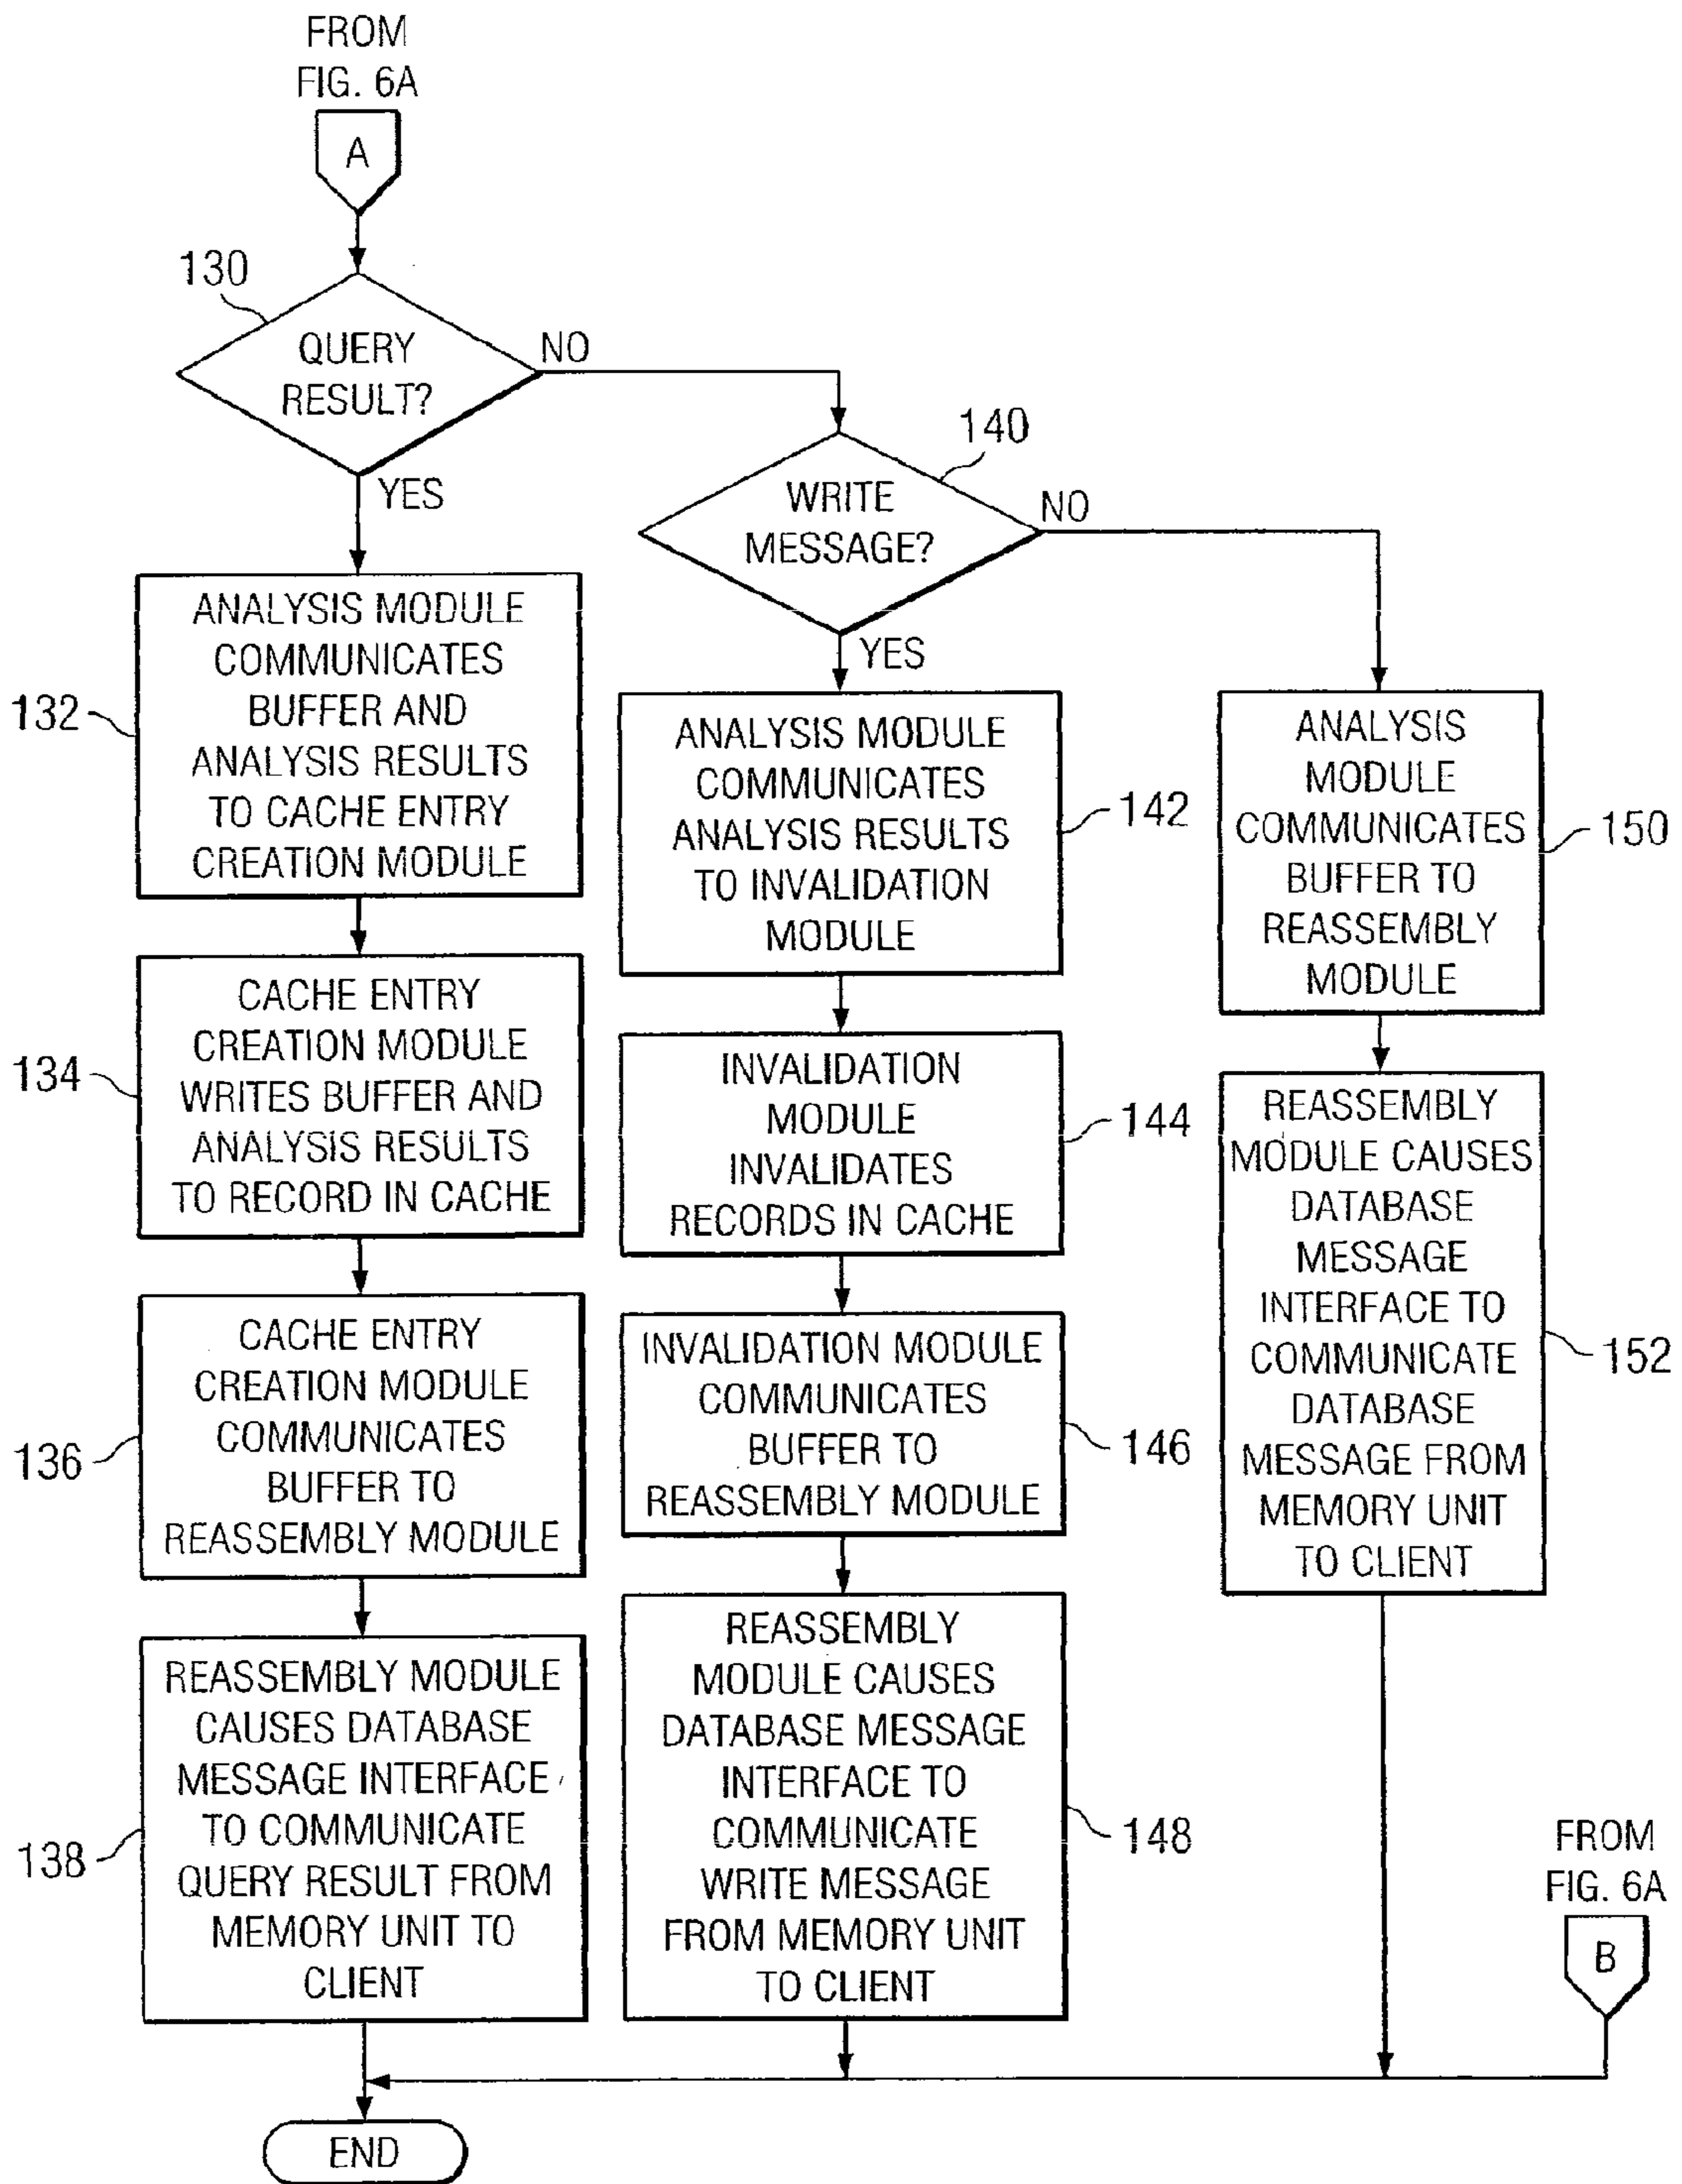 FROM
FIG. 6A
A
130
QUERY
RESULT?
NO
YES
140
WRITE
MESSAGE?
NO
YES
132
ANALYSIS MODULE
COMMUNICATES
BUFFER AND
ANALYSIS RESULTS
TO CACHE ENTRY
CREATION MODULE
134
CACHE ENTRY
CREATION MODULE
WRITES BUFFER AND
ANALYSIS RESULTS
TO RECORD IN CACHE
136
CACHE ENTRY
CREATION MODULE
COMMUNICATES
BUFFER TO
REASSEMBLY MODULE
138
REASSEMBLY MODULE
CAUSES DATABASE
MESSAGE INTERFACE
TO COMMUNICATE
QUERY RESULT FROM
MEMORY UNIT TO
CLIENT
ANALYSIS MODULE
COMMUNICATES
ANALYSIS RESULTS
TO INVALIDATION
MODULE
142
INVALIDATION
MODULE
INVALIDATES
RECORDS IN CACHE
144
INVALIDATION MODULE
COMMUNICATES
BUFFER TO
REASSEMBLY MODULE
146
REASSEMBLY
MODULE CAUSES
DATABASE MESSAGE
INTERFACE TO
COMMUNICATE
WRITE MESSAGE
FROM MEMORY UNIT
TO CLIENT
148
ANALYSIS
MODULE
COMMUNICATES
BUFFER TO
REASSEMBLY
MODULE
150
REASSEMBLY
MODULE CAUSES
DATABASE
MESSAGE
INTERFACE TO
COMMUNICATE
DATABASE
MESSAGE FROM
MEMORY UNIT
TO CLIENT
152
FROM
FIG. 6A
B
END